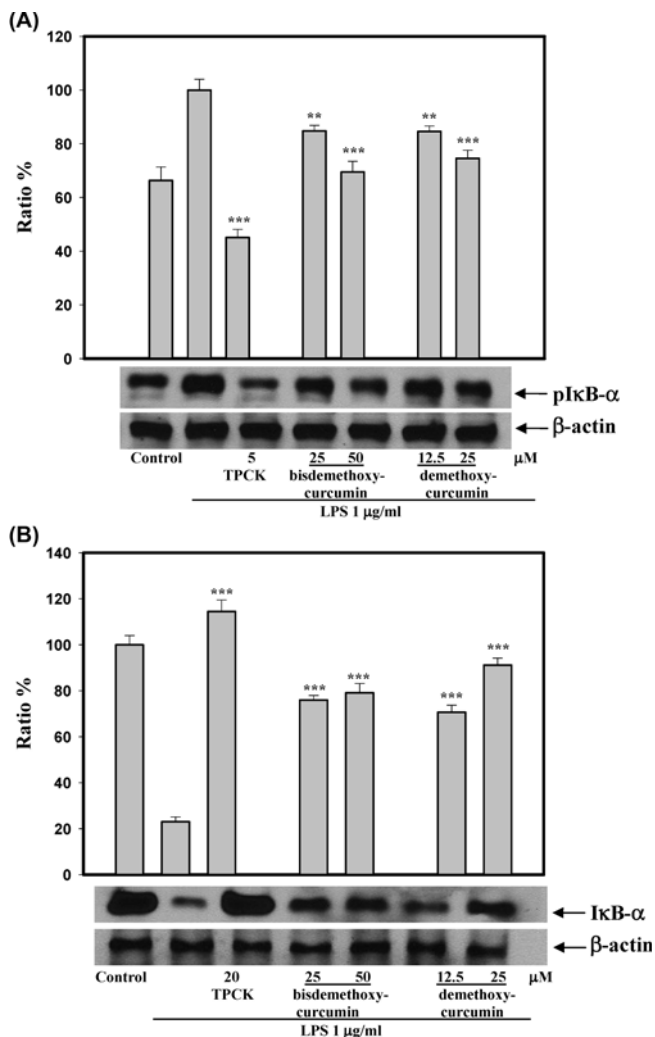 (A)
120
100
80
60
40
20
0
Ratio %
***
**
***
**
***
pIκB-α
β-actin
Control 5 25 50 12.5 25 μM
TPCK bisdemethoxy- demethoxy-
curcumin curcumin
LPS 1 μg/ml
(B)
140
120
100
80
60
40
20
0
Ratio %
***
***
***
***
***
IκB-α
β-actin
Control 20 25 50 12.5 25 μM
TPCK bisdemethoxy- demethoxy-
curcumin curcumin
LPS 1 μg/ml